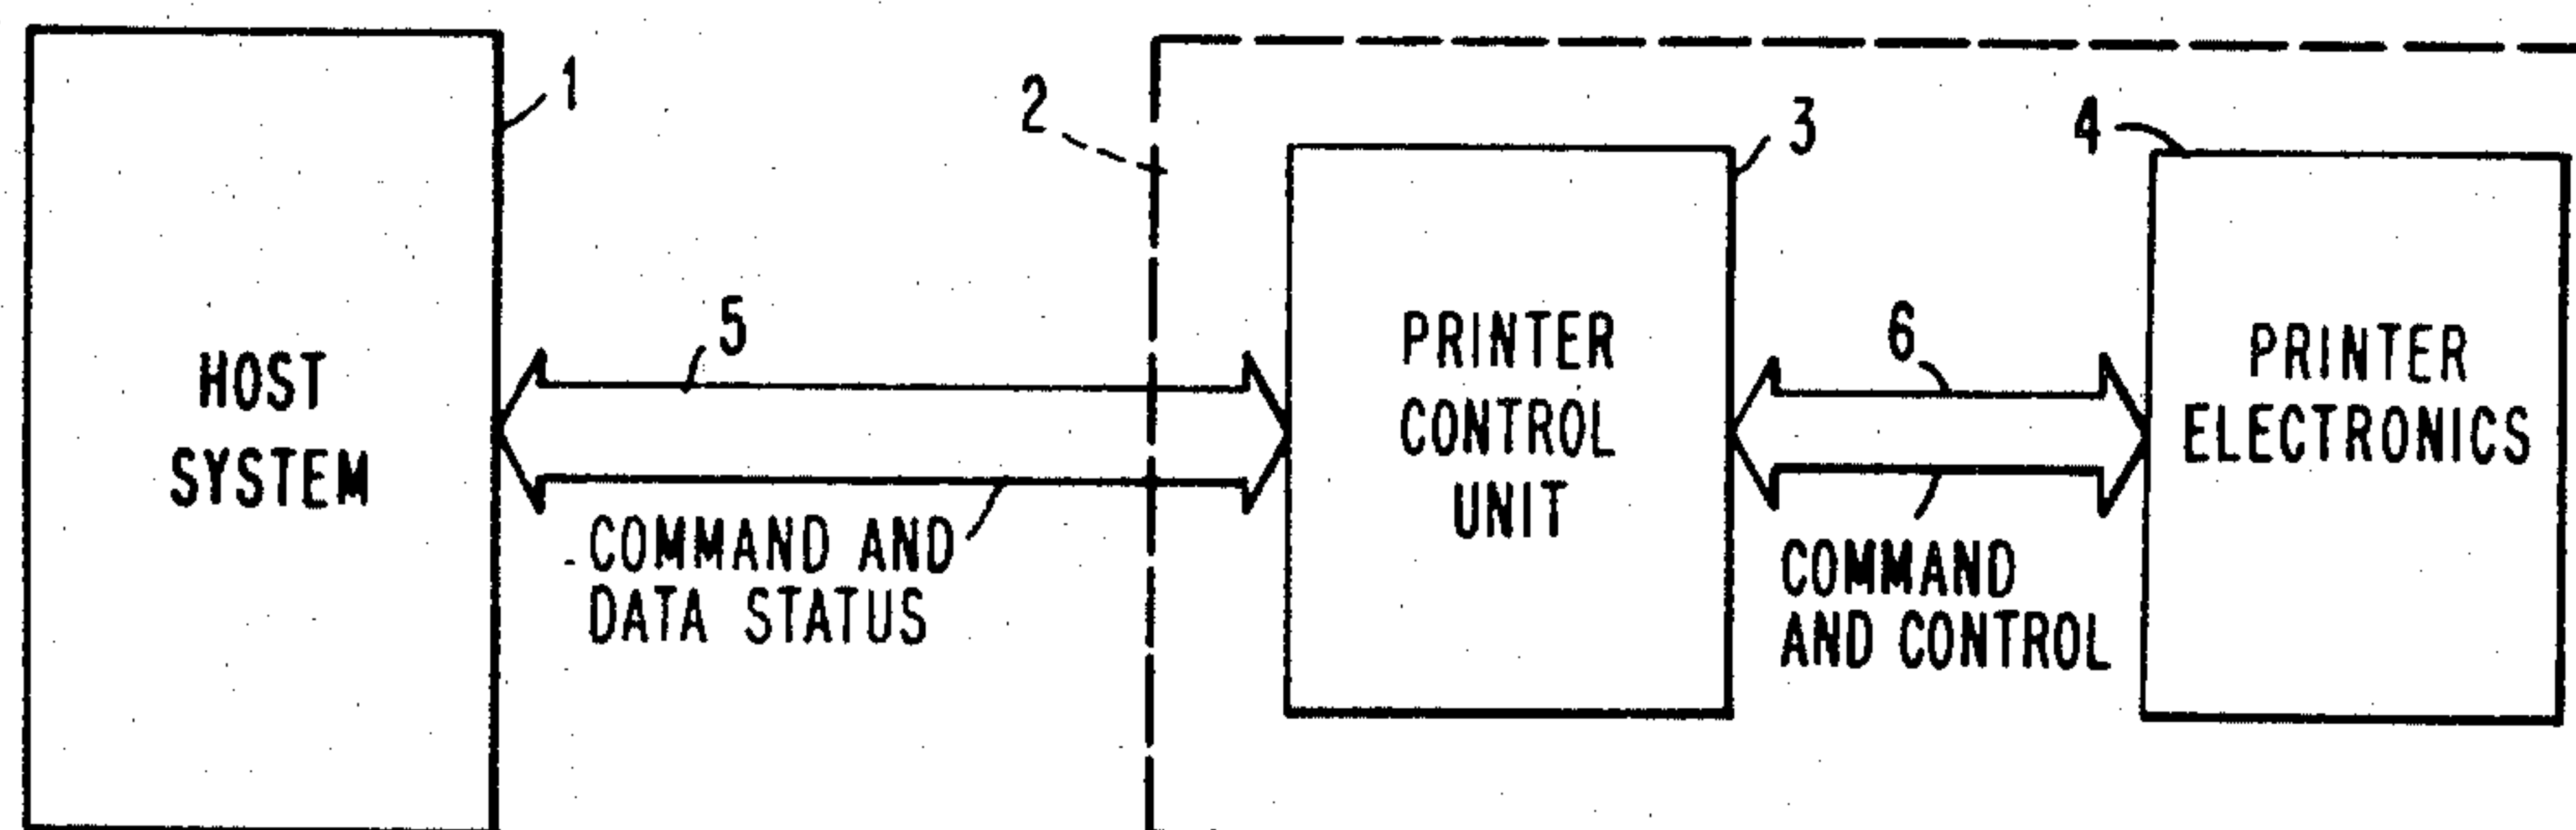 1
2
3
4
5
6
HOST
SYSTEM
COMMAND AND
DATA STATUS
PRINTER
CONTROL
UNIT
COMMAND
AND CONTROL
PRINTER
ELECTRONICS